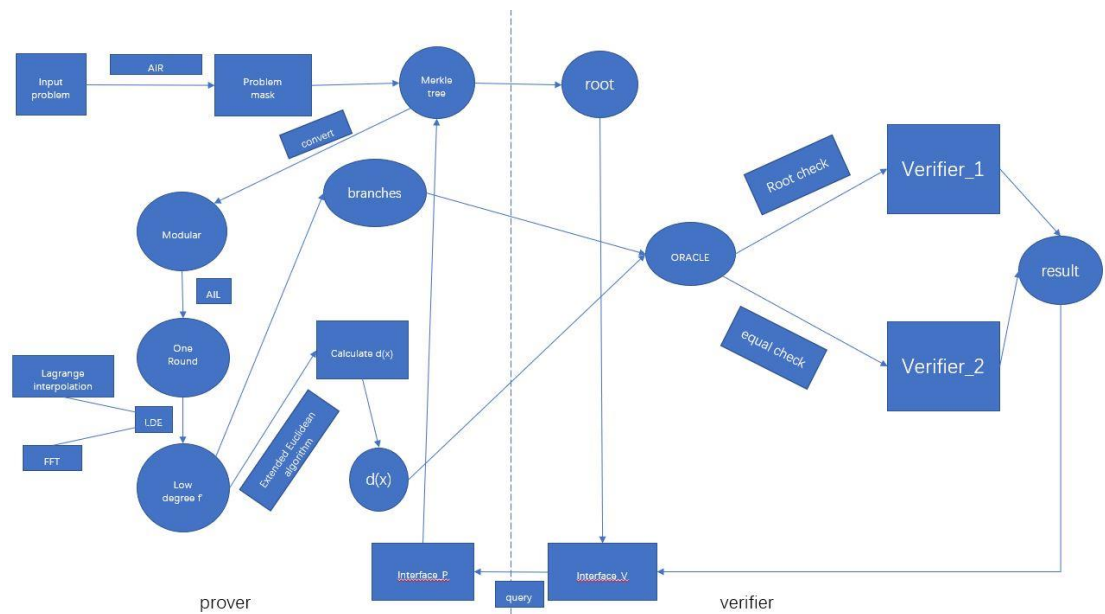 AIR
Input
problem
Problem
mask
Merkle
tree
root
convert
branches
Root check
Verifier_1
Modular
ORACLE
result
AIL
One
Round
Calculate d(x)
equal check
Verifier_2
Lagrange
interpolation
LDE
FFT
Extended Euclidean
algorithm
Low
degree f
d(x)
Interface_P
Interface_V
query
prover
verifier